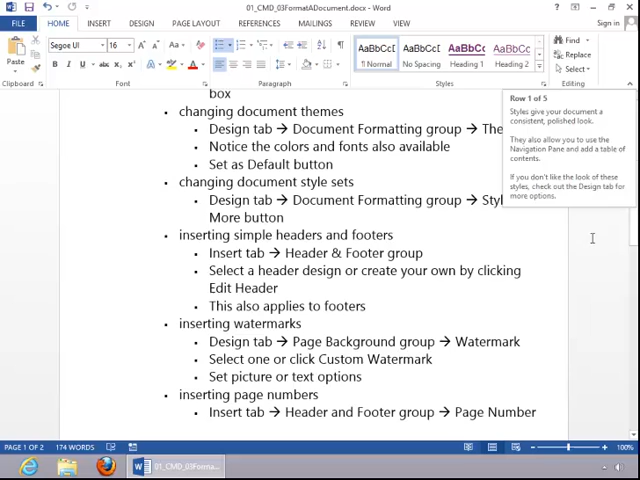 01_CMD_03FormatADocument.docx - Word
FILE HOME INSERT DESIGN PAGE LAYOUT REFERENCES MAILINGS REVIEW VIEW Sign in
Paste
Segoe UI 16
AaBbCcI AaBbCcI AaBbCc AaBbCc
¶ Normal No Spacing Heading 1 Heading 2
Find
Replace
Select
Clipboard Font Paragraph Styles Editing
Row 1 of 5
Styles give your document a
consistent, polished look.
They also allow you to use the
Navigation Pane and add a table of
contents.
If you don't like the look of these
styles, check out the Design tab for
more options.
box
▪ changing document themes
▪ Design tab → Document Formatting group → The
▪ Notice the colors and fonts also available
▪ Set as Default button
▪ changing document style sets
▪ Design tab → Document Formatting group → Styl
More button
▪ inserting simple headers and footers
▪ Insert tab → Header & Footer group
▪ Select a header design or create your own by clicking
Edit Header
▪ This also applies to footers
▪ inserting watermarks
▪ Design tab → Page Background group → Watermark
▪ Select one or click Custom Watermark
▪ Set picture or text options
▪ inserting page numbers
▪ Insert tab → Header and Footer group → Page Number
PAGE 1 OF 2 174 WORDS 100%
01_CMD_03Forma...